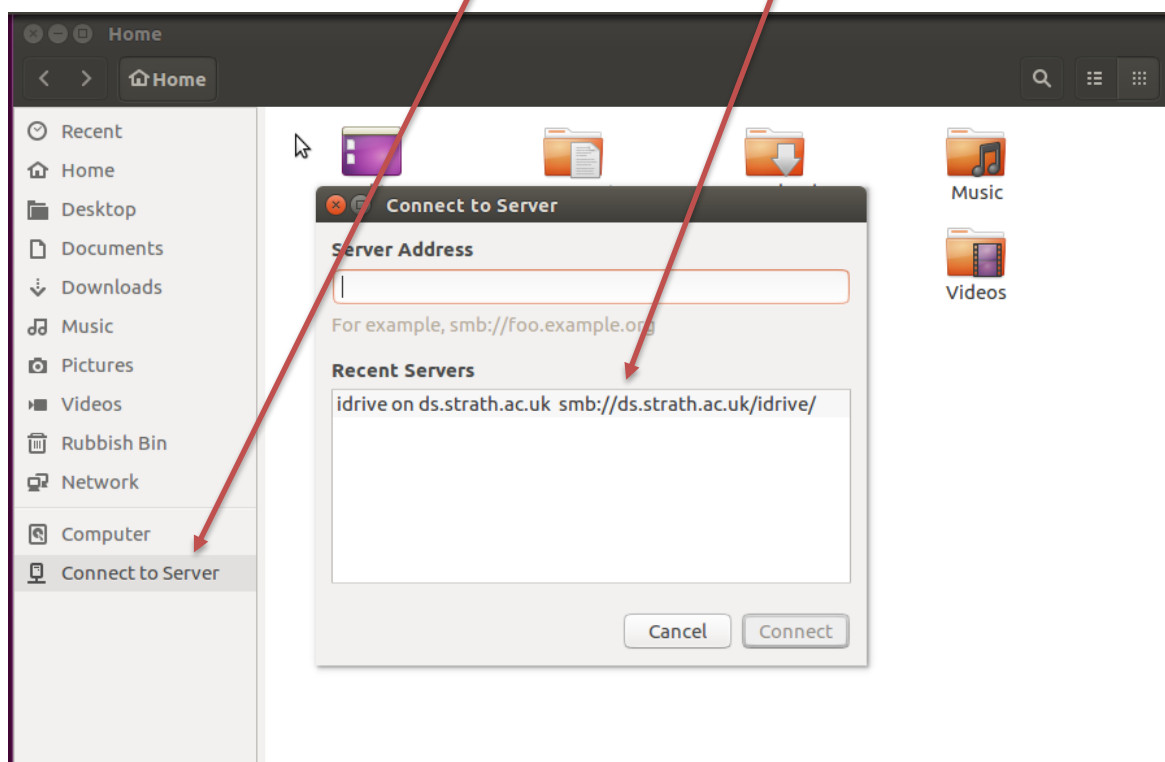 Home
Home
Recent
Home
Desktop
Documents
Downloads
Music
Pictures
Videos
Rubbish Bin
Network
Computer
Connect to Server
Music
Videos
Connect to Server
Server Address
For example, smb://foo.example.org
Recent Servers
idrive on ds.strath.ac.uk smb://ds.strath.ac.uk/idrive/
Cancel
Connect